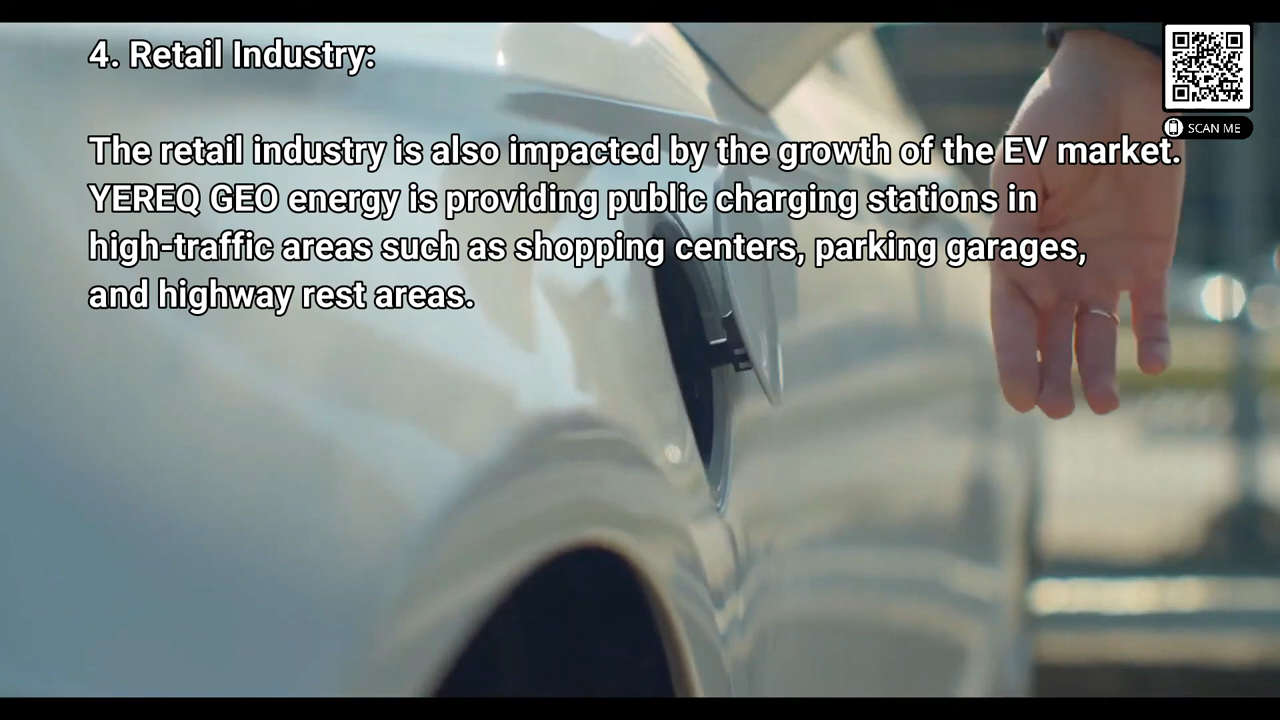 4. Retail Industry:
SCAN ME
The retail industry is also impacted by the growth of the EV market.
YEREQ GEO energy is providing public charging stations in
high-traffic areas such as shopping centers, parking garages,
and highway rest areas.